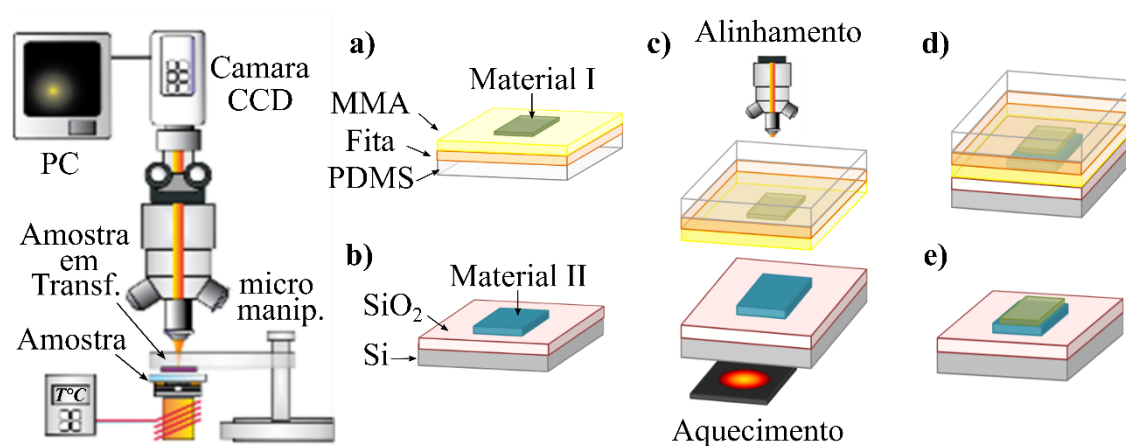 PC
Camara
CCD
Amostra
em
Transf.
micro
manip.
Amostra
T°C
a)
Material I
MMA
Fita
PDMS
b)
Material II
SiO₂
Si
c)
Alinhamento
Aquecimento
d)
e)